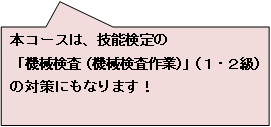 本コースは、技能検定の
「機械検査（機械検査作業）」（１・２級）
の対策にもなります！